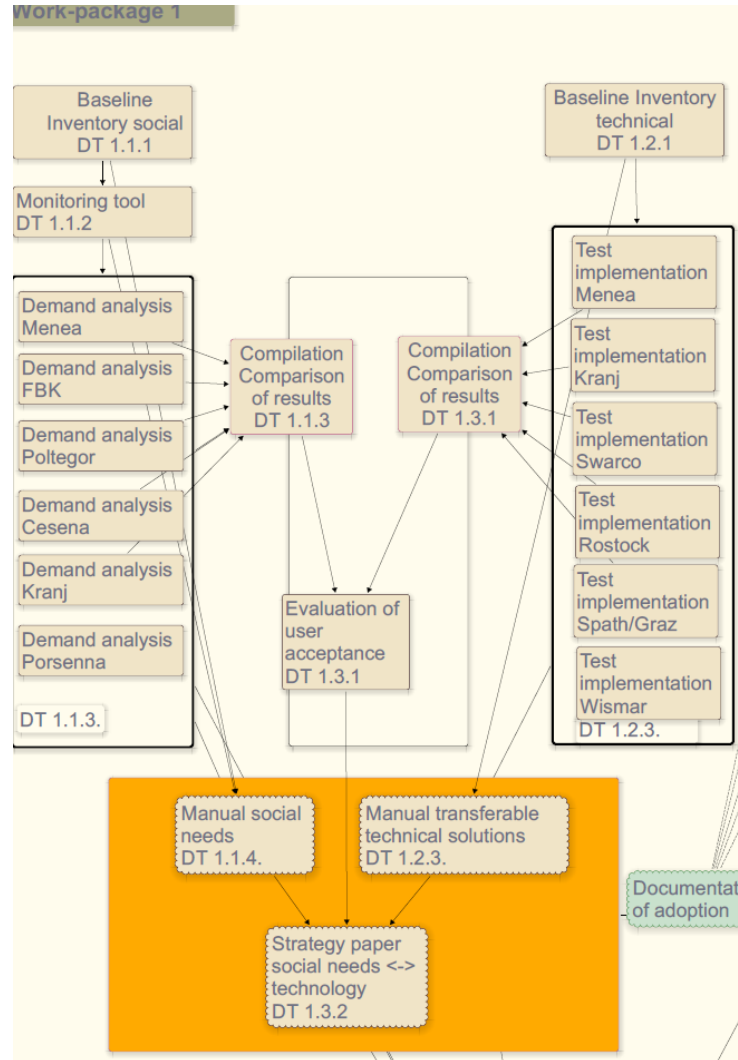 Work-package 1
Baseline
Inventory social
DT 1.1.1
Baseline Inventory
technical
DT 1.2.1
Monitoring tool
DT 1.1.2
Demand analysis
Menea
Demand analysis
FBK
Demand analysis
Poltegor
Demand analysis
Cesena
Demand analysis
Kranj
Demand analysis
Porsenna
DT 1.1.3.
Compilation
Comparison
of results
DT 1.1.3
Compilation
Comparison
of results
DT 1.3.1
Test
implementation
Menea
Test
implementation
Kranj
Test
implementation
Swarco
Test
implementation
Rostock
Test
implementation
Spath/Graz
Test
implementation
Wismar
DT 1.2.3.
Evaluation of
user
acceptance
DT 1.3.1
Manual social
needs
DT 1.1.4.
Manual transferable
technical solutions
DT 1.2.3.
Documentat
of adoption
Strategy paper
social needs <->
technology
DT 1.3.2